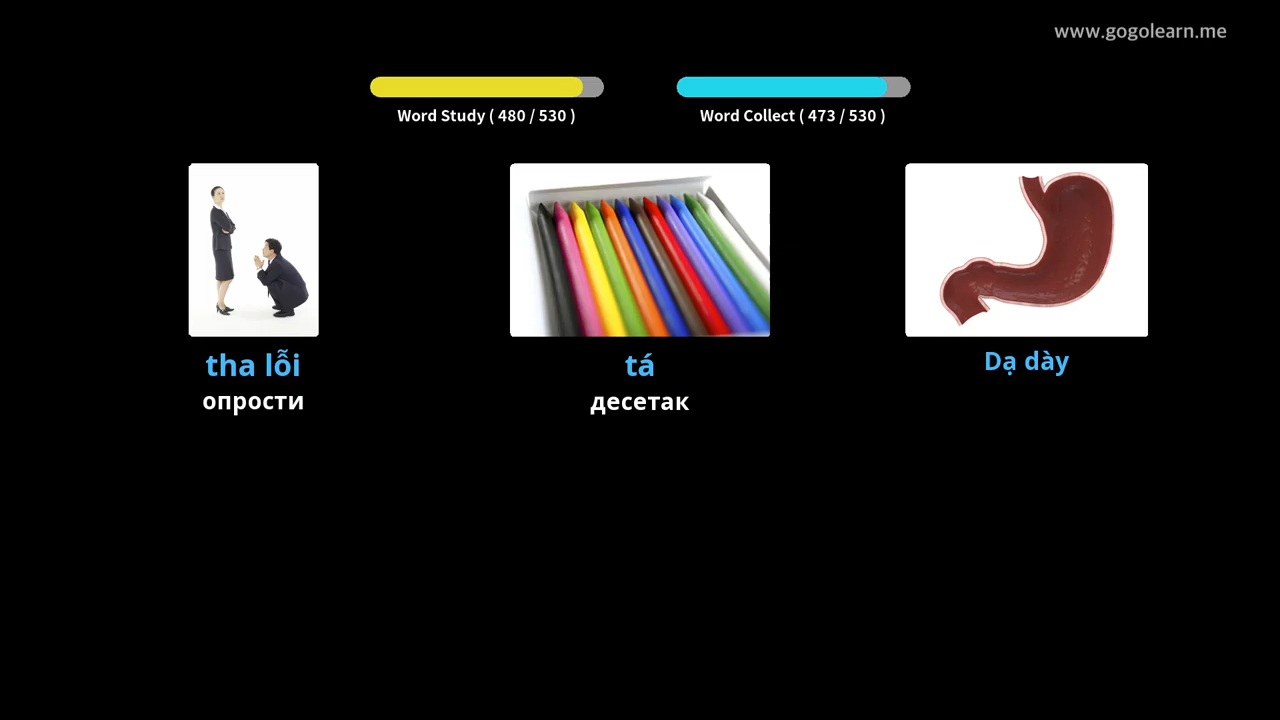 www.gogolearn.me
Word Study ( 480 / 530 )
Word Collect ( 473 / 530 )
tha lỗi
опрости
tá
десетак
Dạ dày